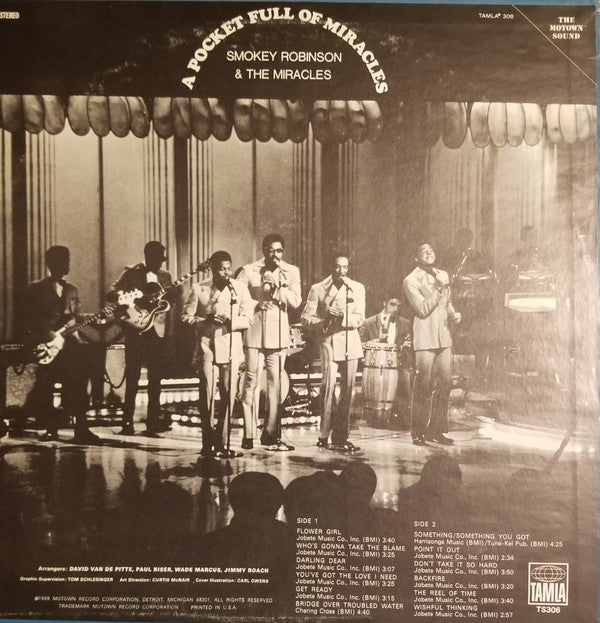 STEREO
TAMLA® 306
THE
MOTOWN
SOUND
A POCKET FULL OF MIRACLES
SMOKEY ROBINSON
& THE MIRACLES
SIDE 1
FLOWER GIRL
Jobete Music Co., Inc. (BMI) 3:40
WHO'S GONNA TAKE THE BLAME
Jobete Music Co., Inc. (BMI) 3:25
DARLING DEAR
Jobete Music Co., Inc. (BMI) 3:07
YOU'VE GOT THE LOVE I NEED
Jobete Music Co., Inc. (BMI) 3:25
GET READY
Jobete Music Co., Inc. (BMI) 3:15
BRIDGE OVER TROUBLED WATER
Charing Cross (BMI) 4:40
SIDE 2
SOMETHING/SOMETHING YOU GOT
Harrisongs Music (BMI)/Tune-Kel Pub. (BMI) 4:25
POINT IT OUT
Jobete Music Co., Inc. (BMI) 2:34
DON'T TAKE IT SO HARD
Jobete Music Co., Inc. (BMI) 3:50
BACKFIRE
Jobete Music Co., Inc. (BMI) 3:20
THE REEL OF TIME
Jobete Music Co., Inc. (BMI) 3:40
WISHFUL THINKING
Jobete Music Co., Inc. (BMI) 2:57
Arrangers: DAVID VAN DE PITTS, PAUL RISER, WADE MARCUS, JIMMY ROACH
Graphic Supervision: TOM SCHLESINGER Art Direction: CURTIS McNAIR Cover Illustration: CARL OWENS
©1969 MOTOWN RECORD CORPORATION, DETROIT, MICHIGAN 48201, ALL RIGHTS RESERVED
TRADEMARK MOTOWN RECORD CORPORATION PRINTED IN U.S.A.
TAMLA
TS306